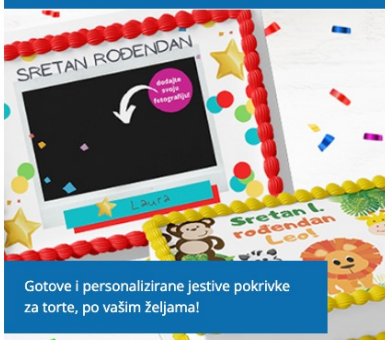 SRETAN ROĐENDAN
dodajte
svoju
fotografiju!
Laura
Sretan 1.
rođendan
Leo!
Gotove i personalizirane jestive pokrivke
za torte, po vašim željama!